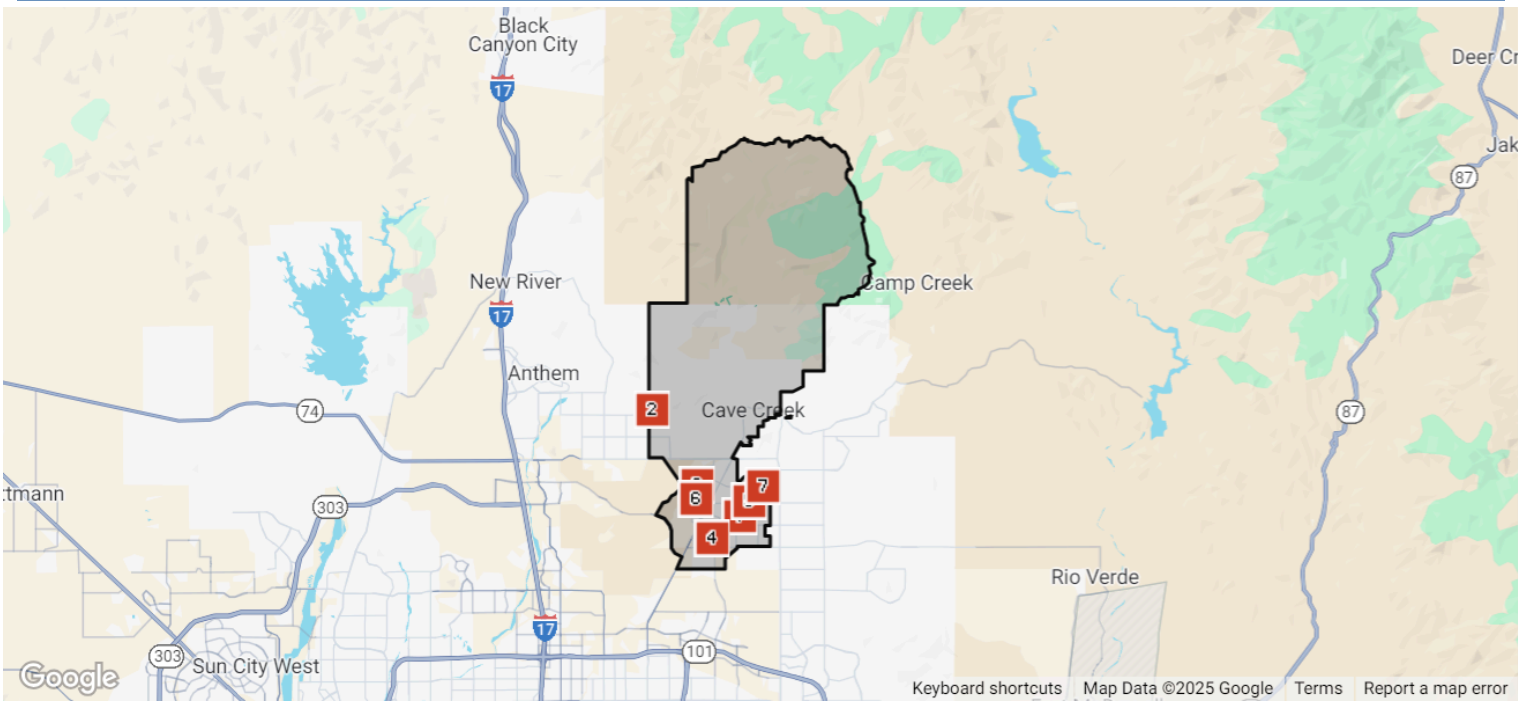 Black
Canyon City
Deer Cr
17
Jak
87
New River
Camp Creek
17
Anthem
74
2
Cave Creek
87
7
6
ttmann
303
4
Rio Verde
17
303
Sun City West
101
Google
Keyboard shortcuts
Map Data ©2025 Google
Terms
Report a map error